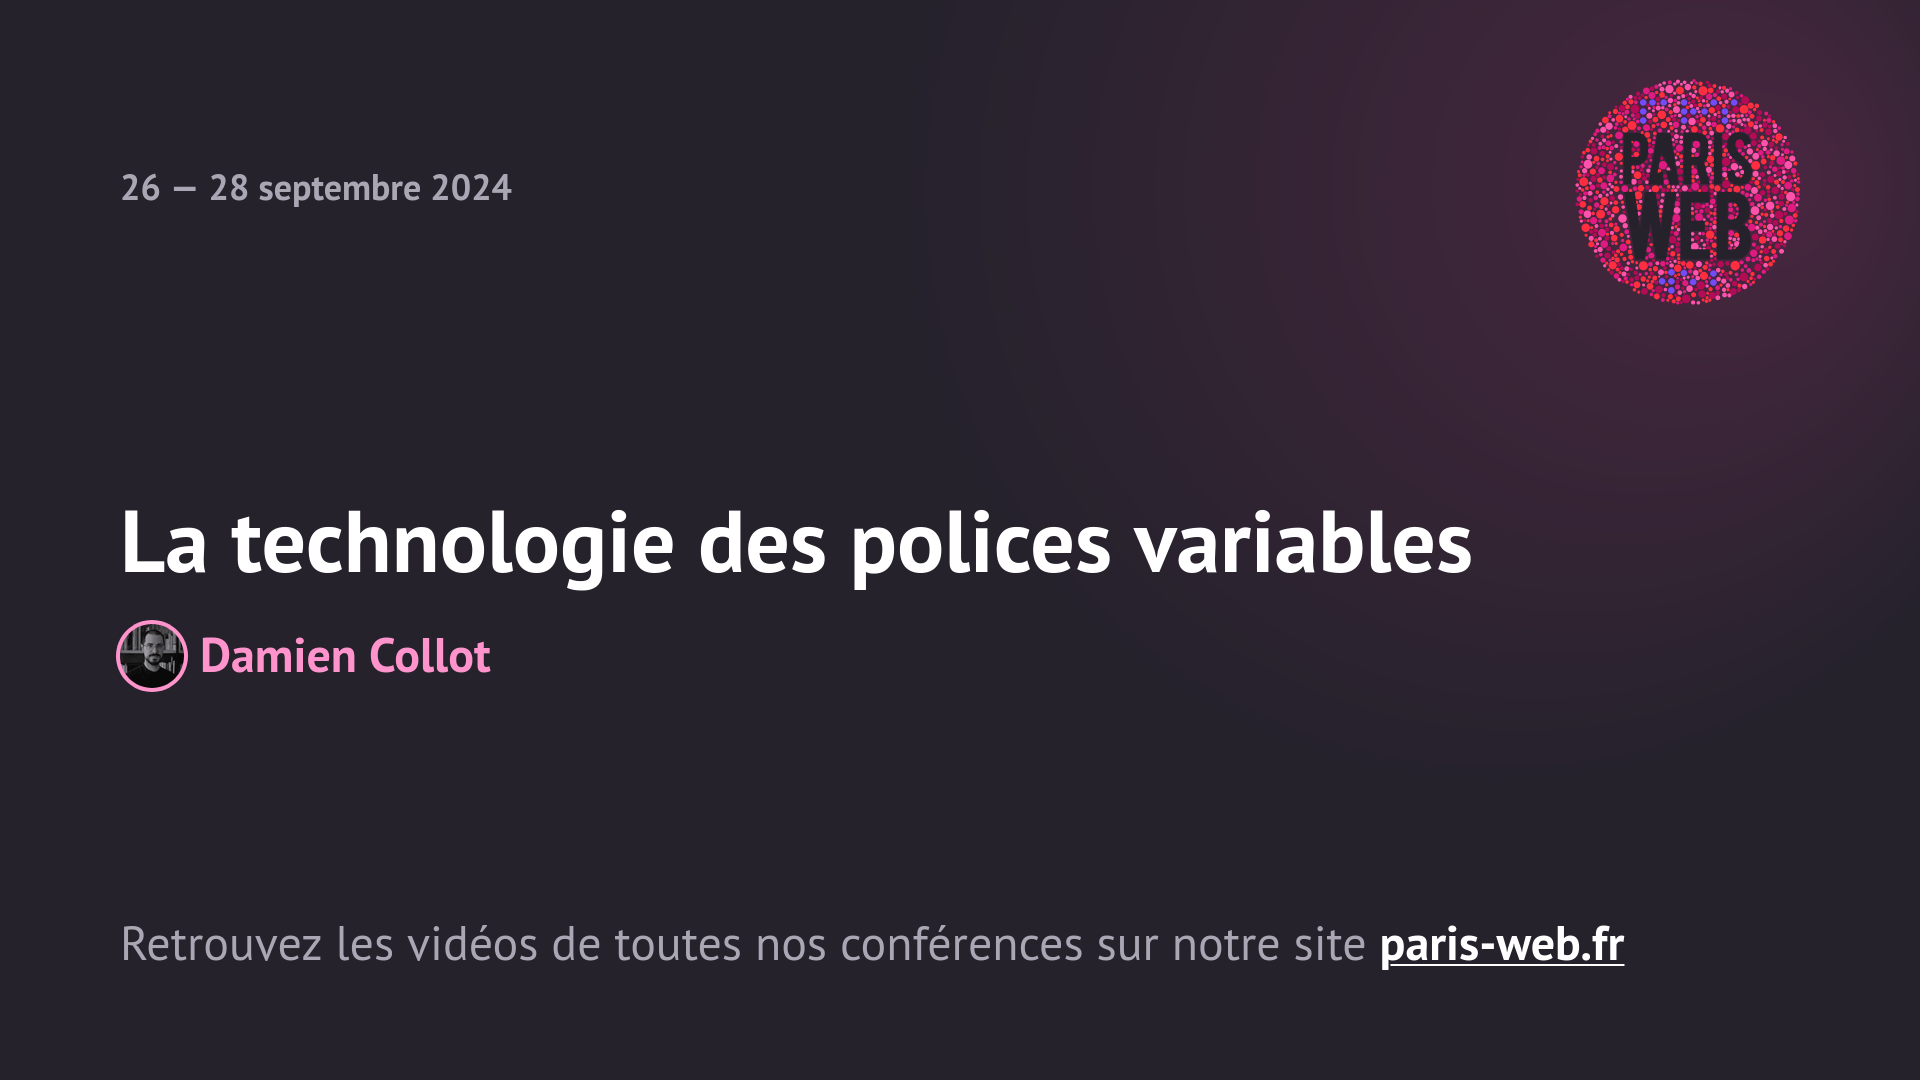 26 — 28 septembre 2024
PARIS
WEB
La technologie des polices variables
Damien Collot
Retrouvez les vidéos de toutes nos conférences sur notre site paris-web.fr